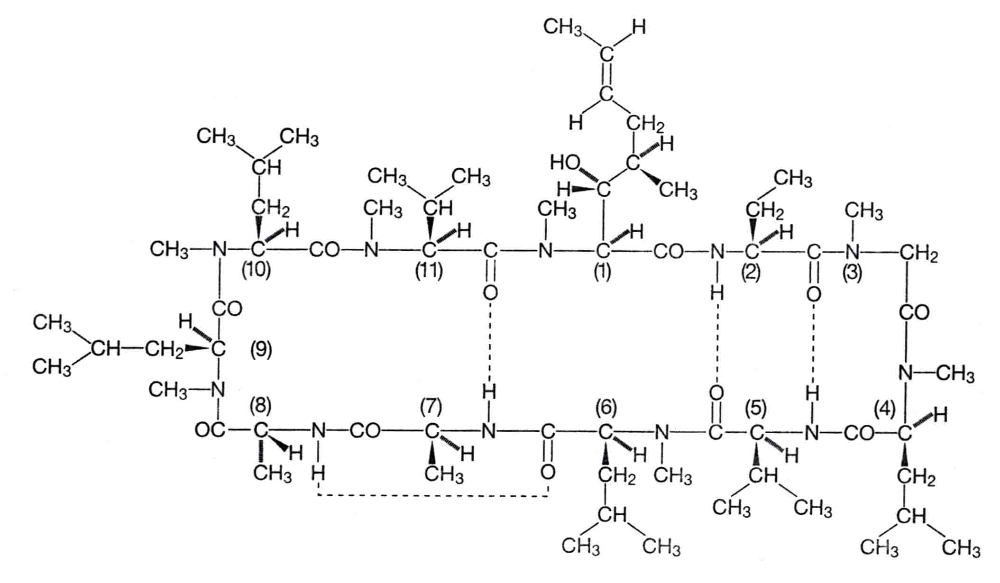 CH3 H
C
C
H CH2
CH3 CH3 H
HO C
CH CH3 CH3 CH3
H C CH3
CH2 CH3 CH CH3 CH2 CH3
H H H H
CH3 N C CO N C C N C CO N C C N CH2
(10) (11) (1) (2) (3)
O H O
CO CO
H
CH3
CH CH2 C (9)
CH3 N CH3
CH3 N H O H
(8) (7) (6) (5) (4) H
OC C N CO C N C C N C C N CO C
H H H H
CH3 H CH3 O CH2 CH3 CH CH2
CH3 CH3
CH CH
CH3 CH3 CH3 CH3